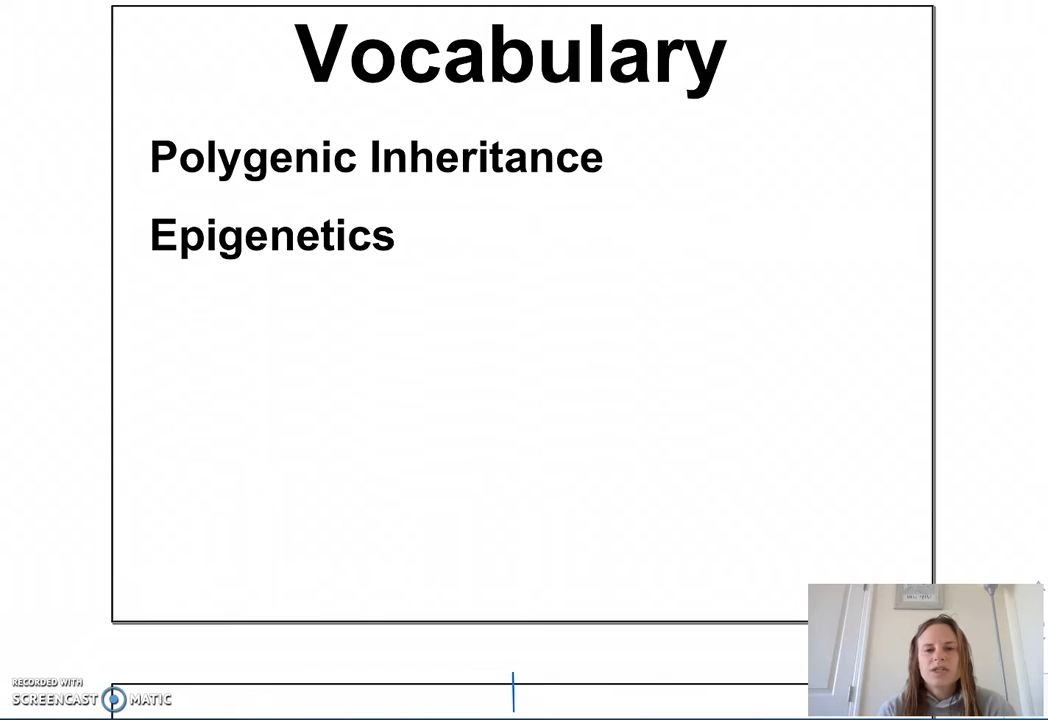 Vocabulary
Polygenic Inheritance
Epigenetics
RECORDED WITH
SCREENCAST MATIC